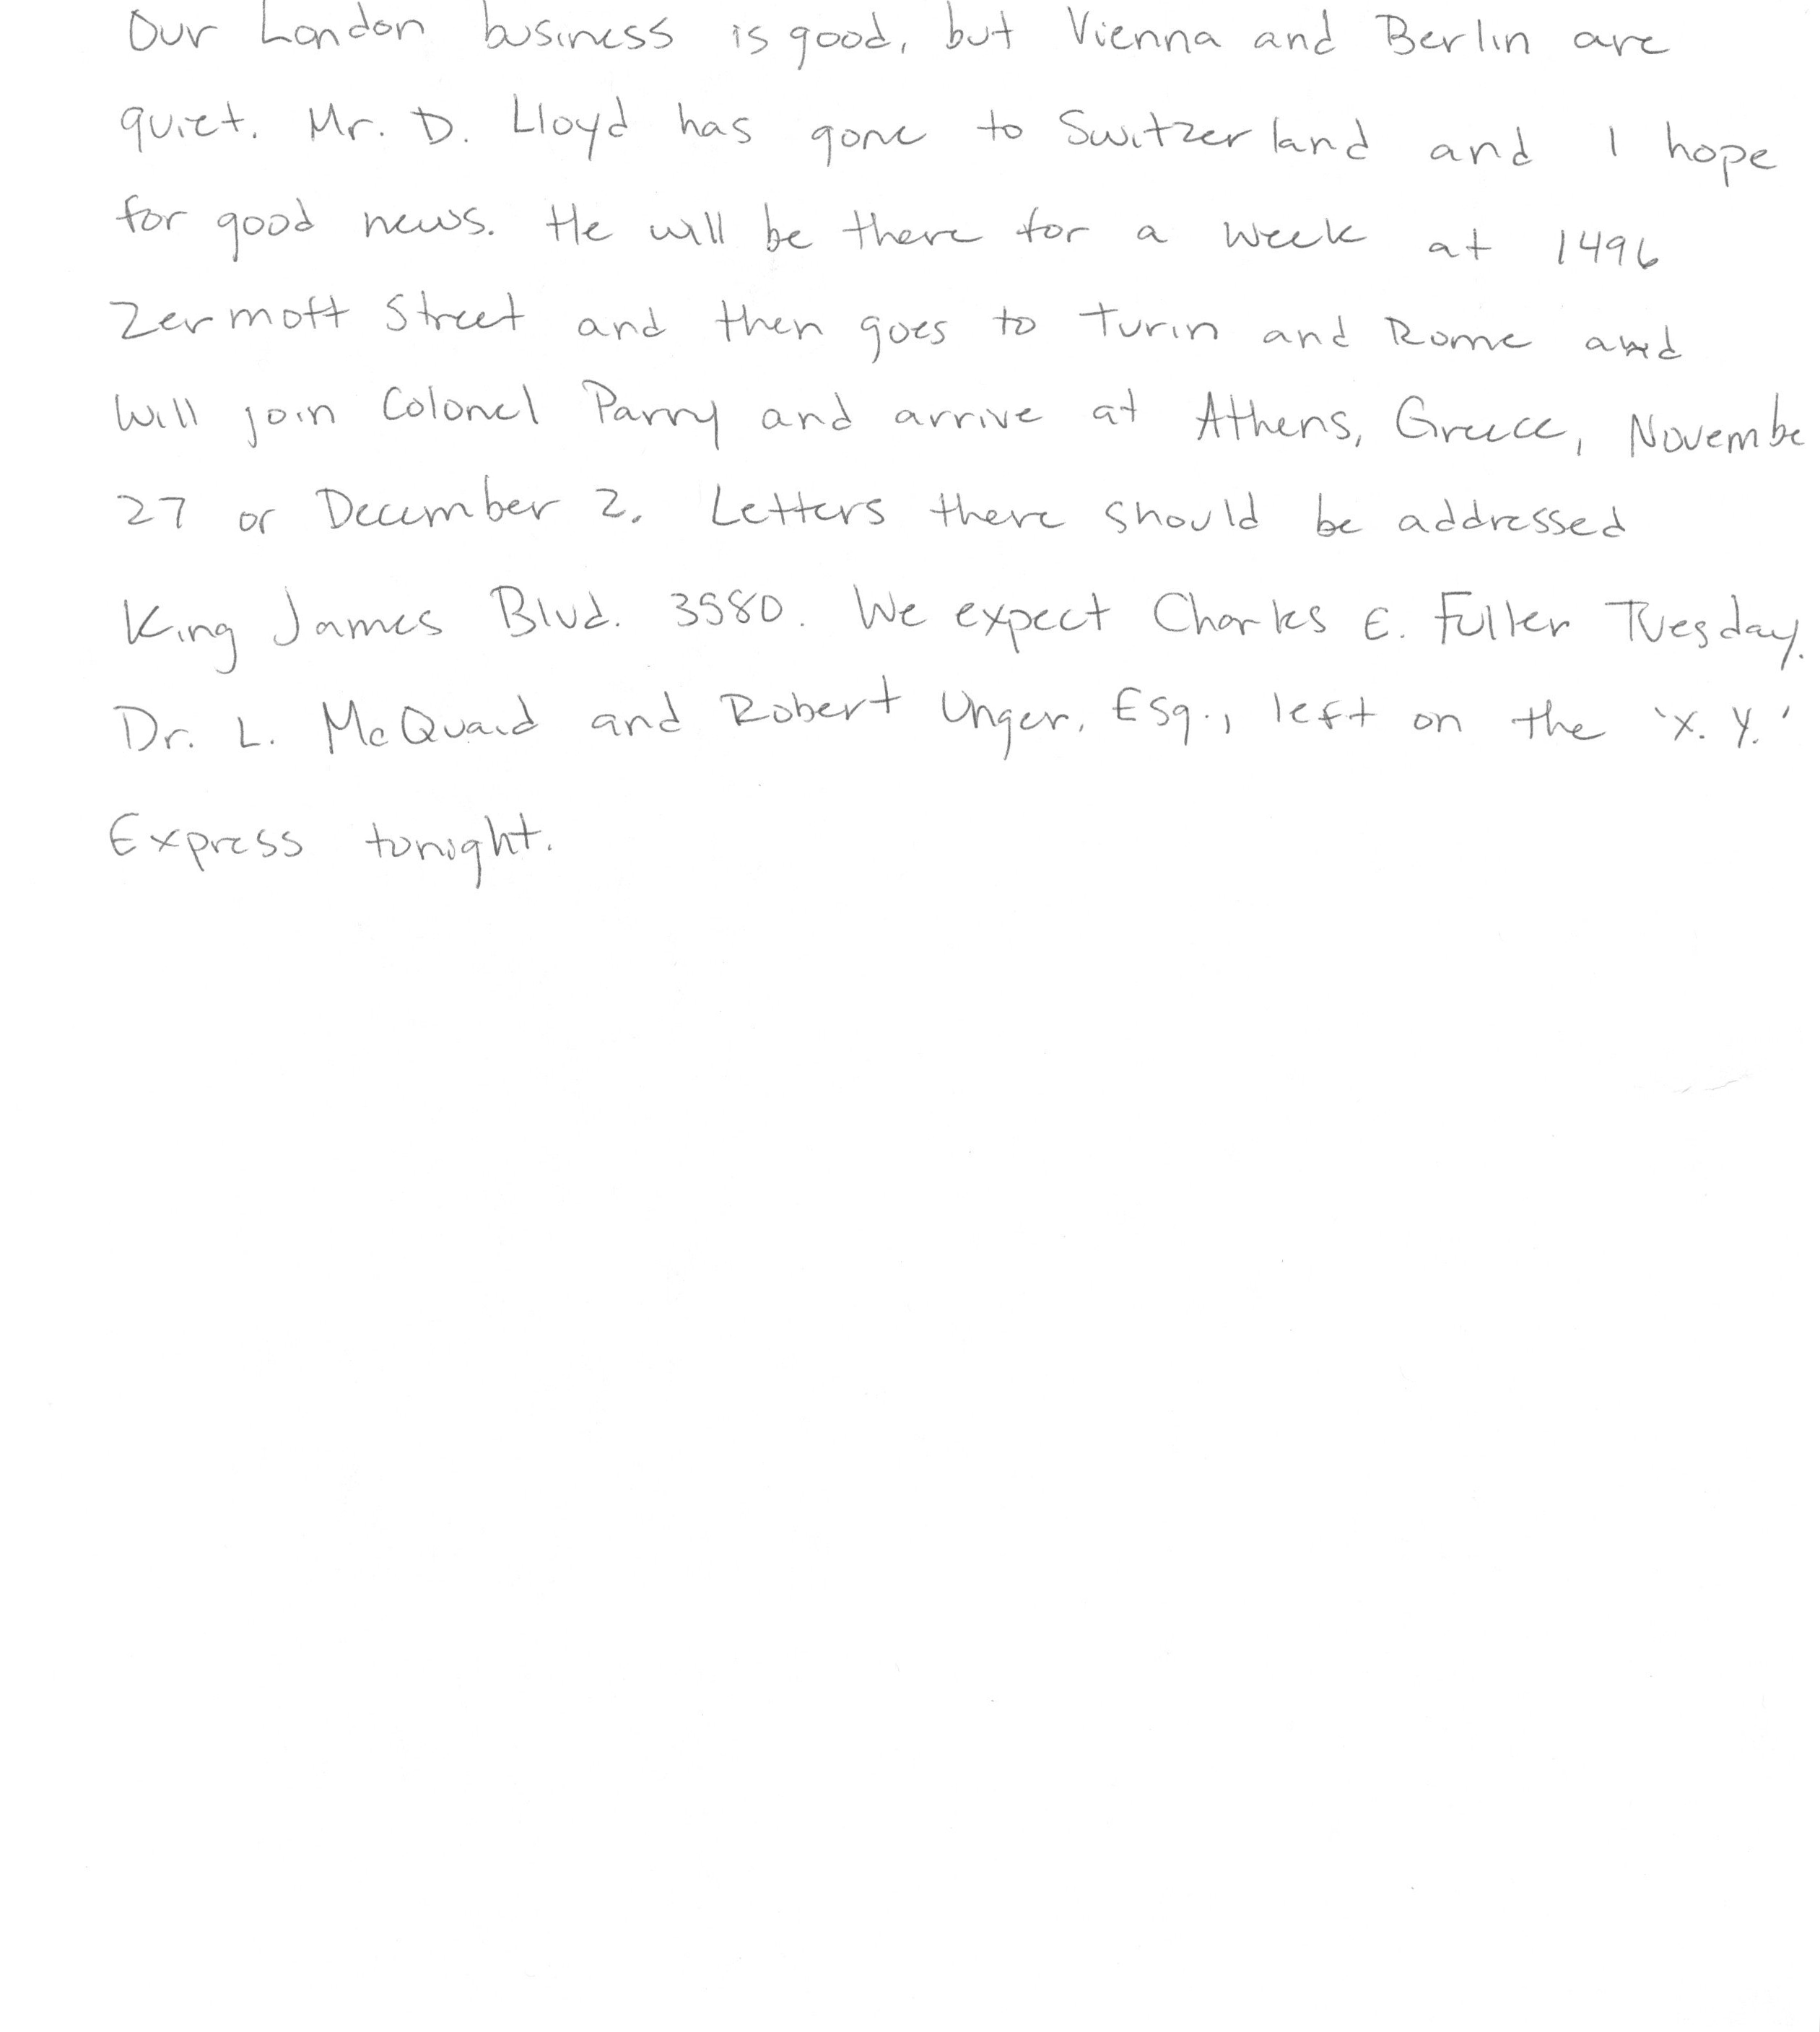 Our London business is good, but Vienna and Berlin are
quiet. Mr. D. Lloyd has gone to Switzerland and I hope
for good news. He will be there for a week at 1496
Zermott Street and then goes to Turin and Rome and
will join Colonel Parry and arrive at Athens, Greece, Novembe
27 or December 2. Letters there should be addressed
King James Blvd. 3580. We expect Charles E. Fuller Tuesday.
Dr. L. McQuaid and Robert Unger, Esq., left on the 'X. Y.'
Express tonight.